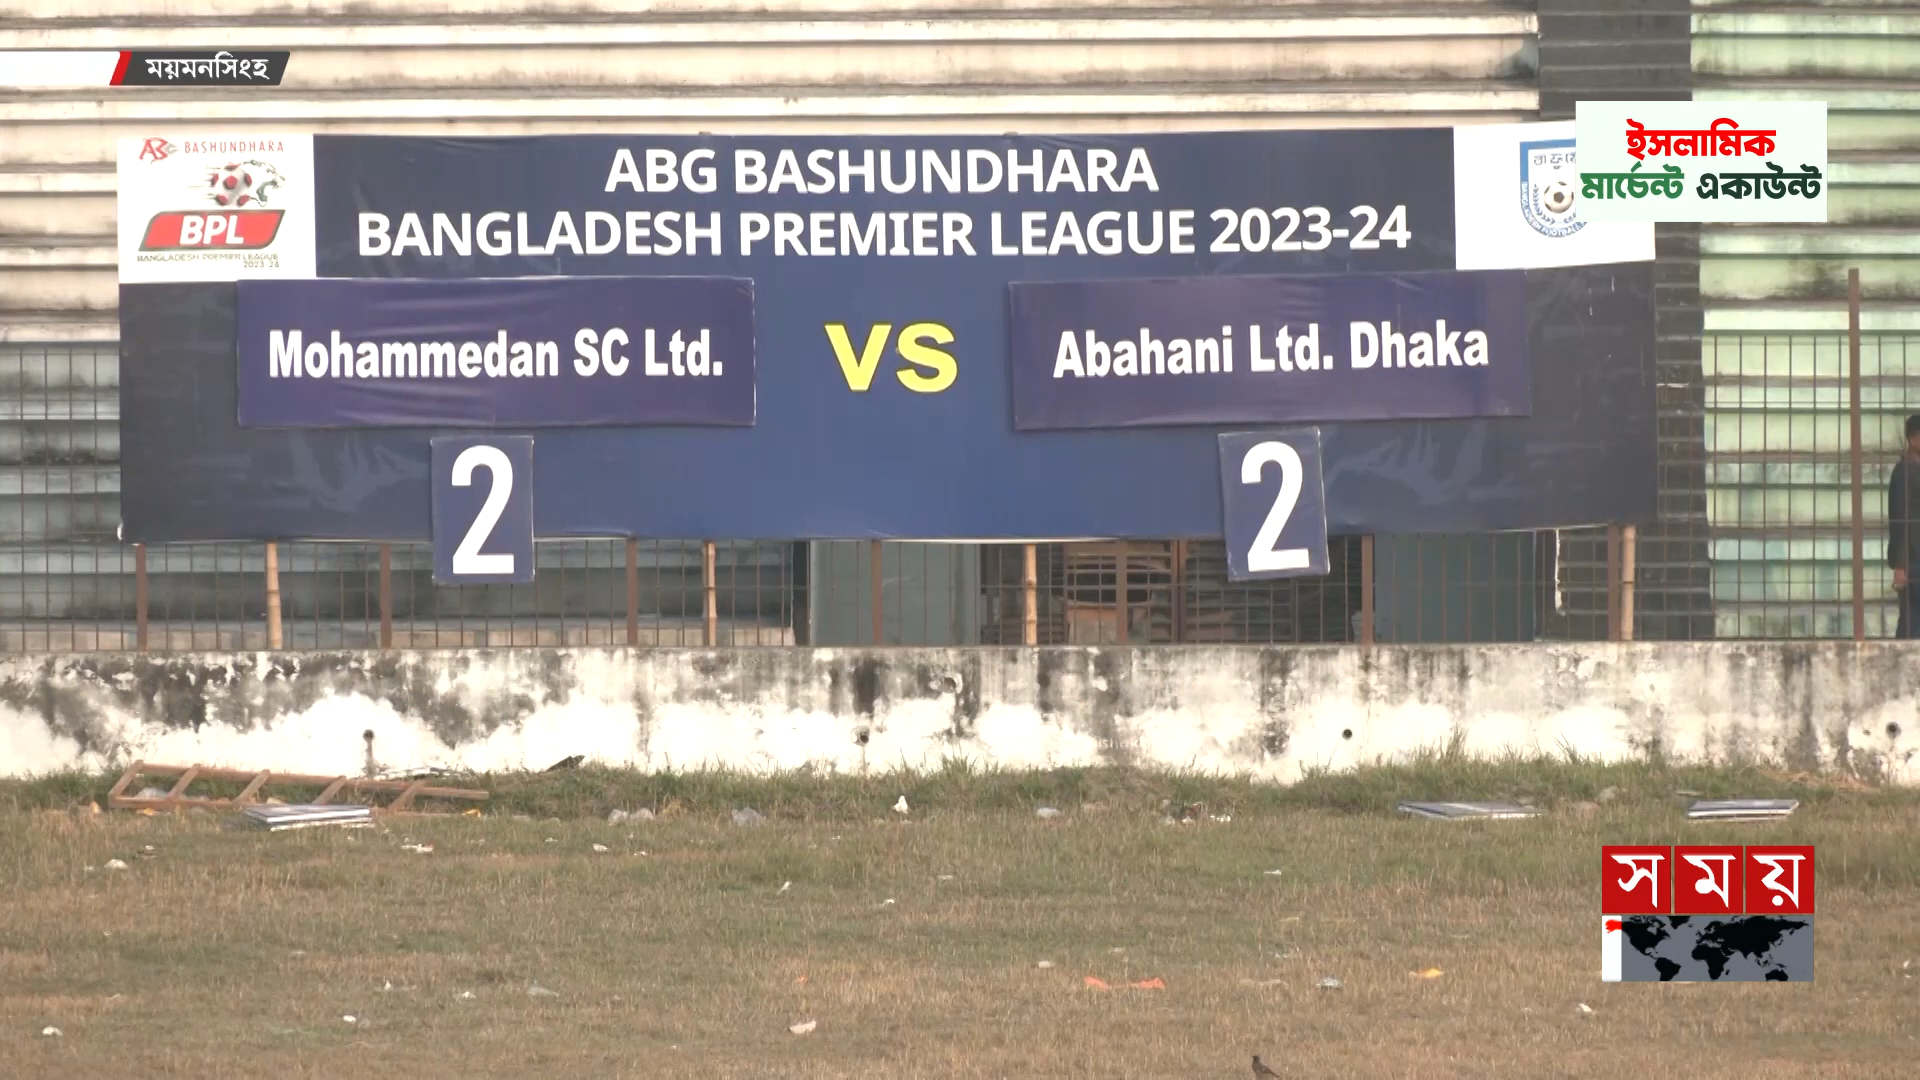 ময়মনসিংহ
BASHUNDHARA
BPL
BANGLADESH PREMIER LEAGUE
2023-24
ABG BASHUNDHARA
BANGLADESH PREMIER LEAGUE 2023-24
ইসলামিক
মার্চেন্ট একাউন্ট
Mohammedan SC Ltd.
VS
Abahani Ltd. Dhaka
2
2
সময়